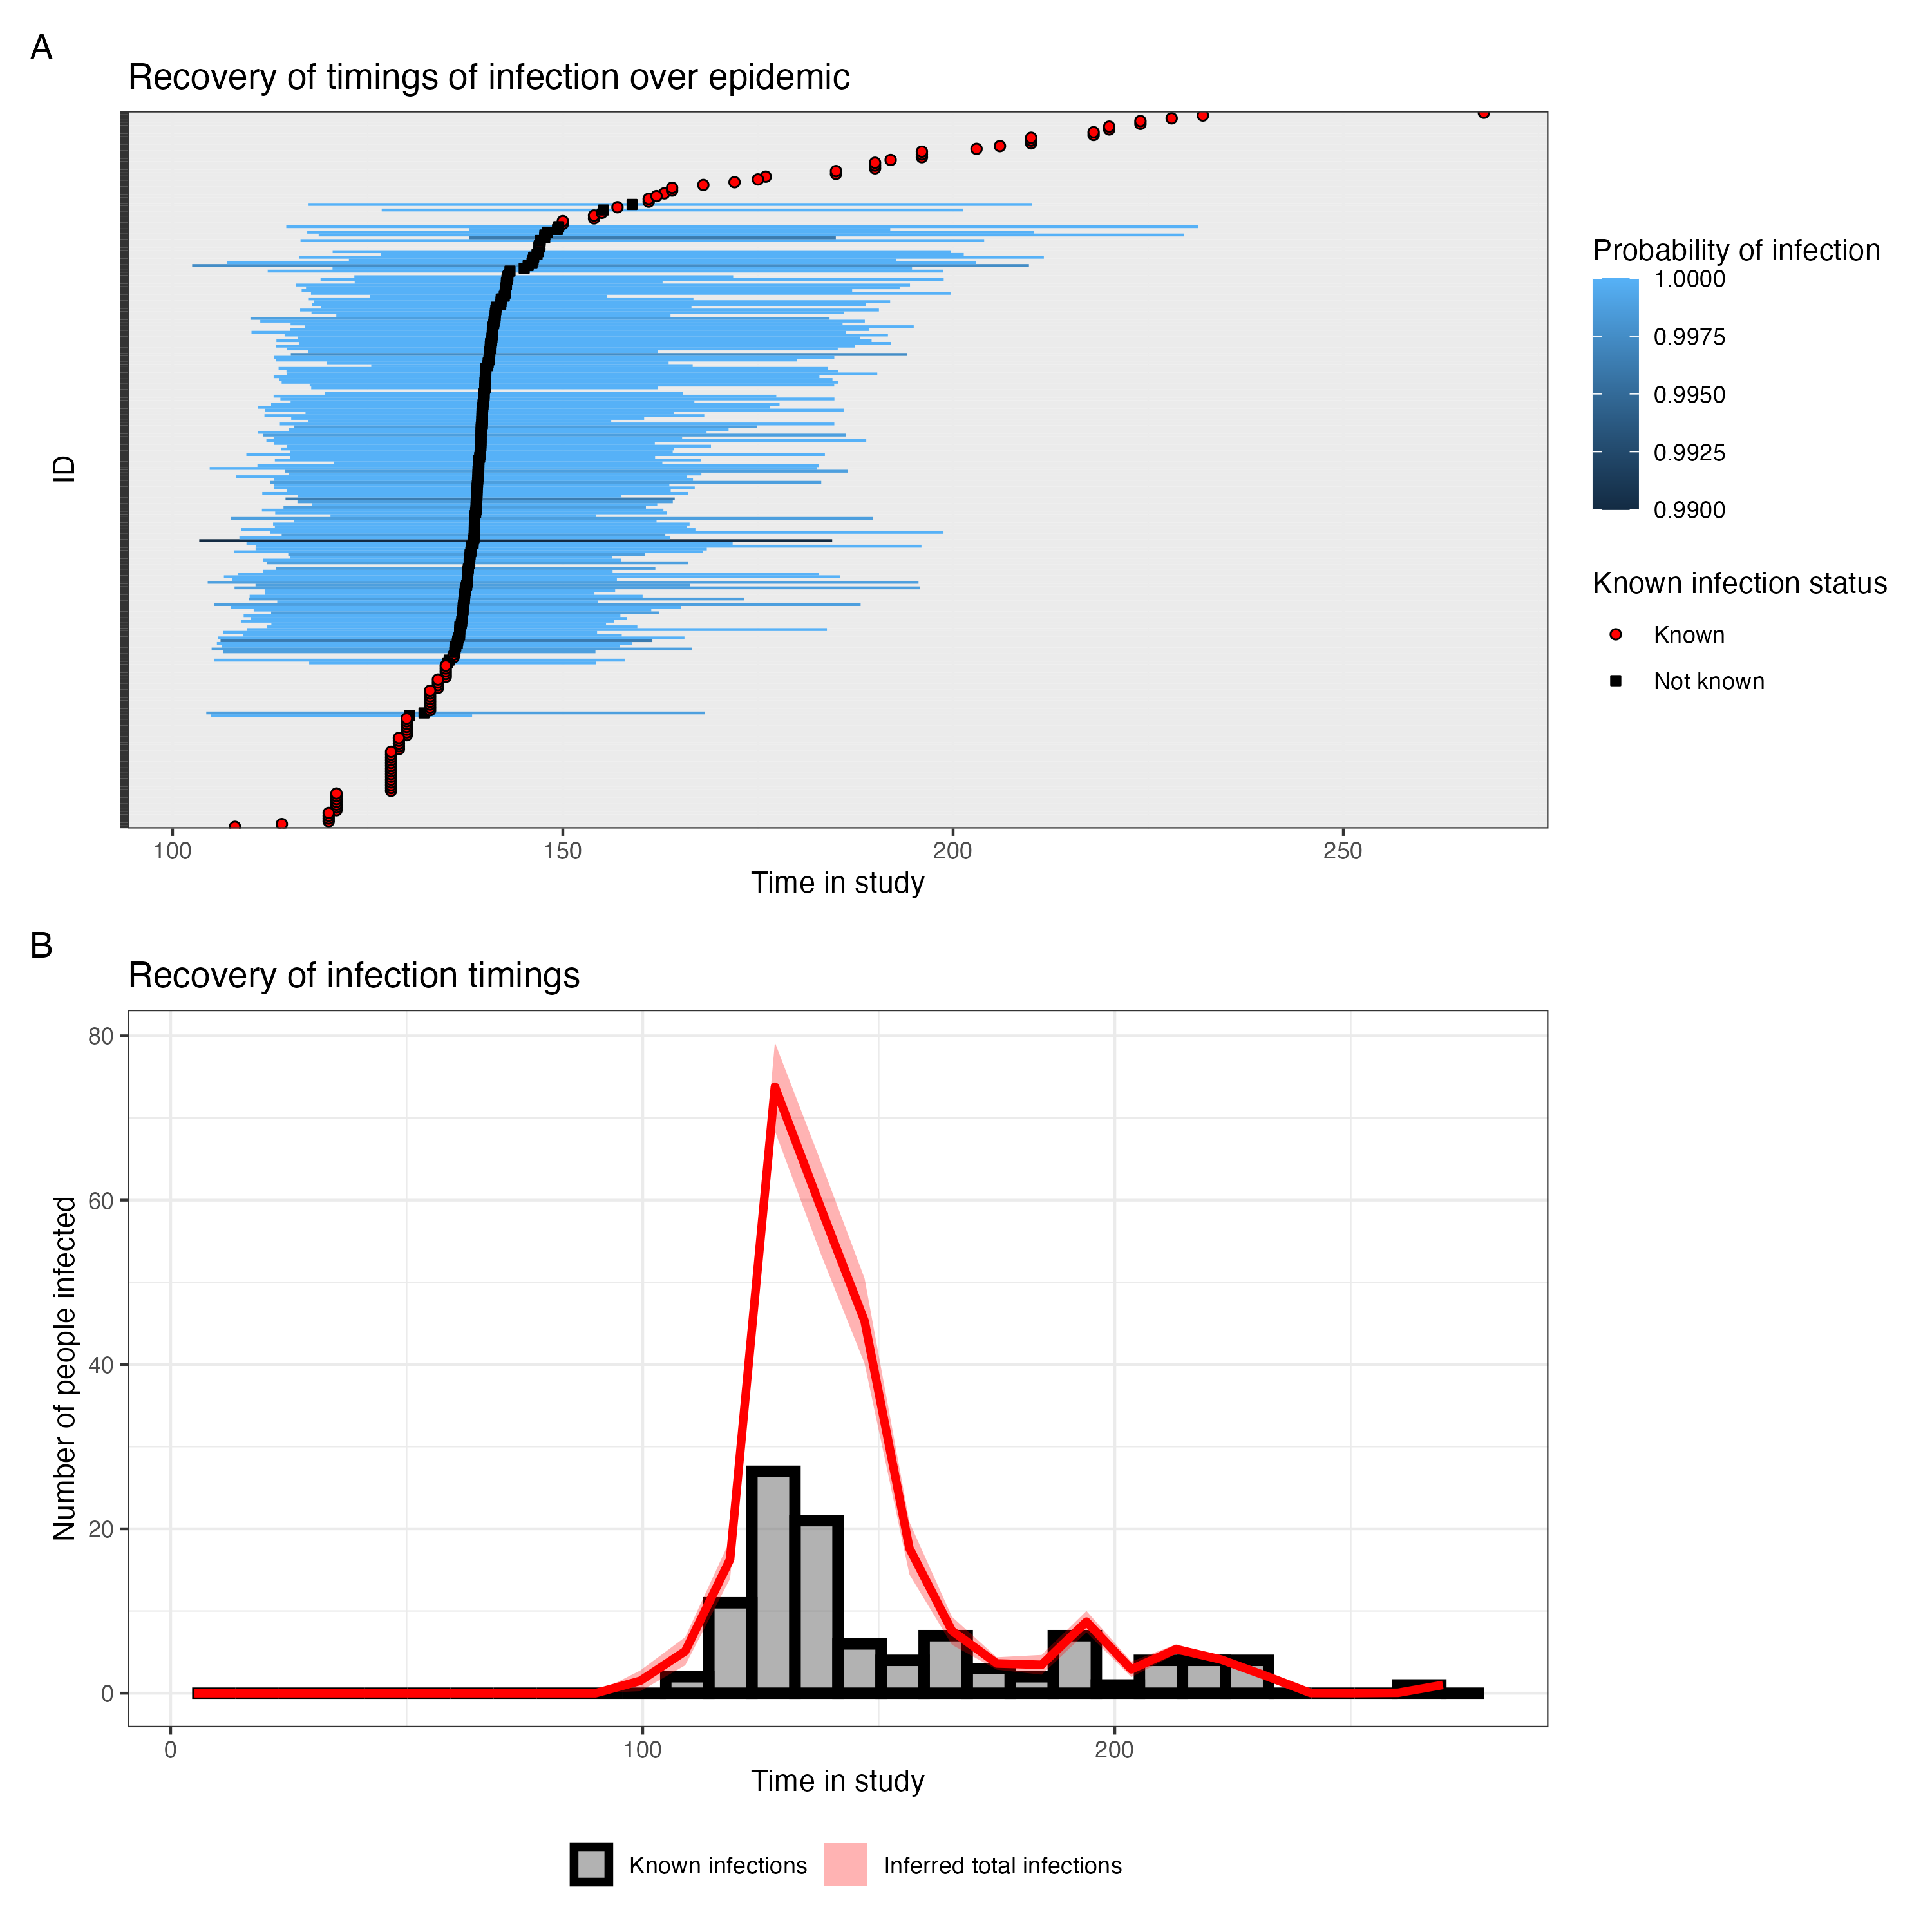 A
Recovery of timings of infection over epidemic
ID
100 150 200 250
Time in study
Probability of infection
1.0000
0.9975
0.9950
0.9925
0.9900
Known infection status
Known
Not known
B
Recovery of infection timings
Number of people infected
80
60
40
20
0
0 100 200
Time in study
Known infections Inferred total infections